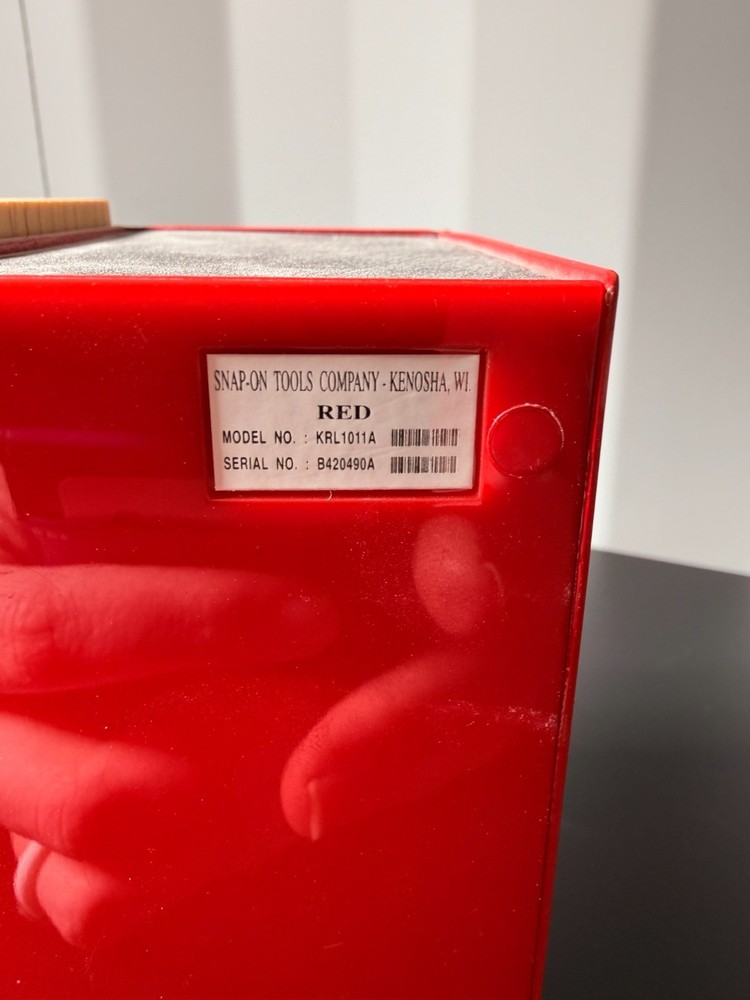 SNAP-ON TOOLS COMPANY - KENOSHA, WI.
RED
MODEL NO. : KRL1011A
SERIAL NO. : B420490A